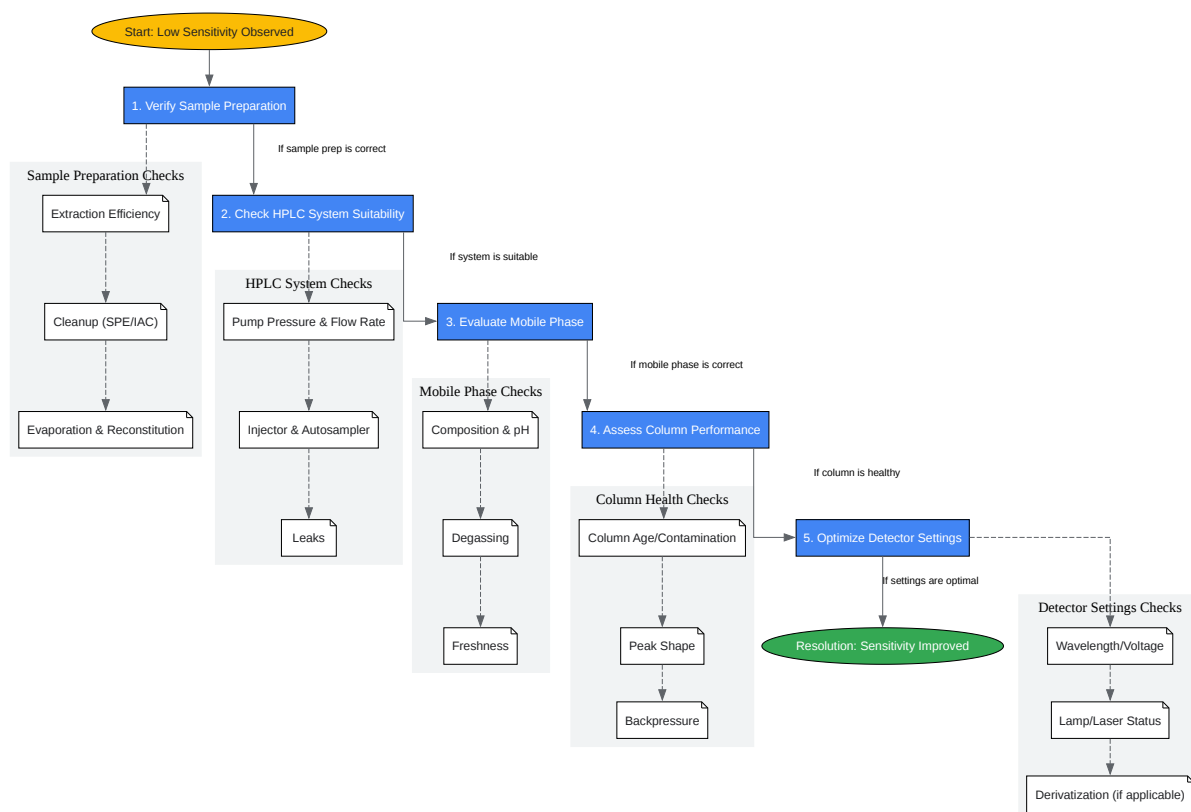 Start: Low Sensitivity Observed
1. Verify Sample Preparation
If sample prep is correct
Sample Preparation Checks
Extraction Efficiency
2. Check HPLC System Suitability
If system is suitable
HPLC System Checks
Cleanup (SPE/IAC)
Pump Pressure & Flow Rate
3. Evaluate Mobile Phase
If mobile phase is correct
Mobile Phase Checks
Evaporation & Reconstitution
Injector & Autosampler
Composition & pH
4. Assess Column Performance
If column is healthy
Column Health Checks
Leaks
Degassing
Column Age/Contamination
5. Optimize Detector Settings
If settings are optimal
Detector Settings Checks
Freshness
Peak Shape
Resolution: Sensitivity Improved
Wavelength/Voltage
Backpressure
Lamp/Laser Status
Derivatization (if applicable)